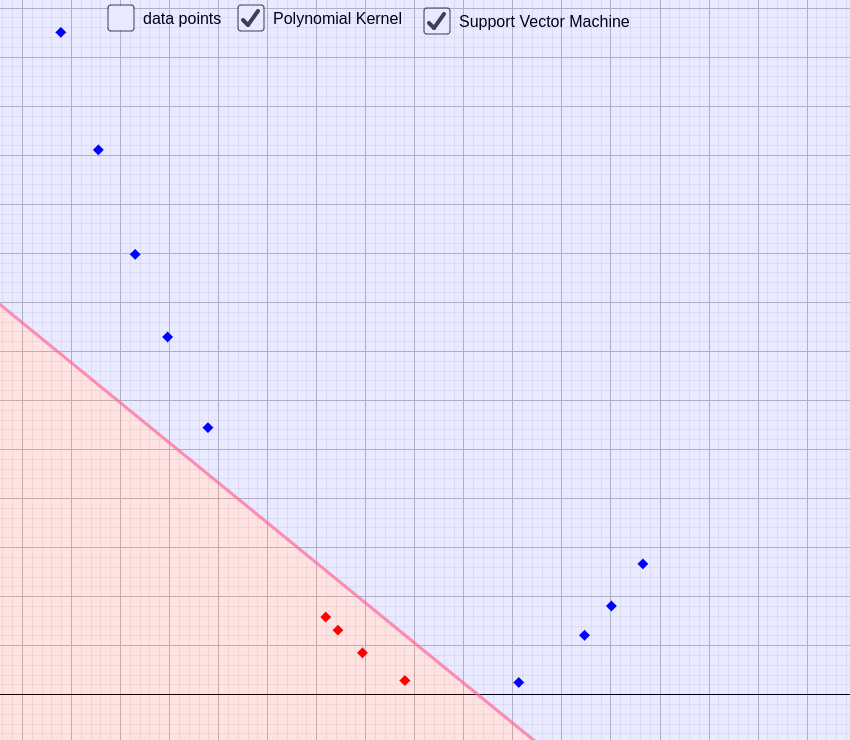 data points
Polynomial Kernel
Support Vector Machine